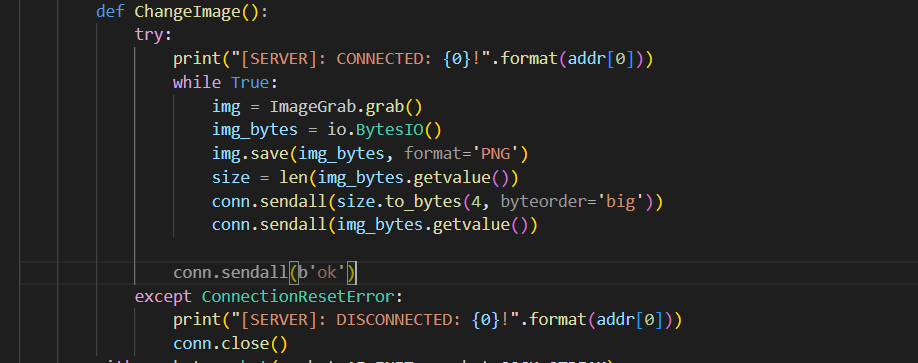 def ChangeImage():
try:
print("[SERVER]: CONNECTED: {0}!".format(addr[0]))
while True:
img = ImageGrab.grab()
img_bytes = io.BytesIO()
img.save(img_bytes, format='PNG')
size = len(img_bytes.getvalue())
conn.sendall(size.to_bytes(4, byteorder='big'))
conn.sendall(img_bytes.getvalue())
conn.sendall(b'ok')
except ConnectionResetError:
print("[SERVER]: DISCONNECTED: {0}!".format(addr[0]))
conn.close()